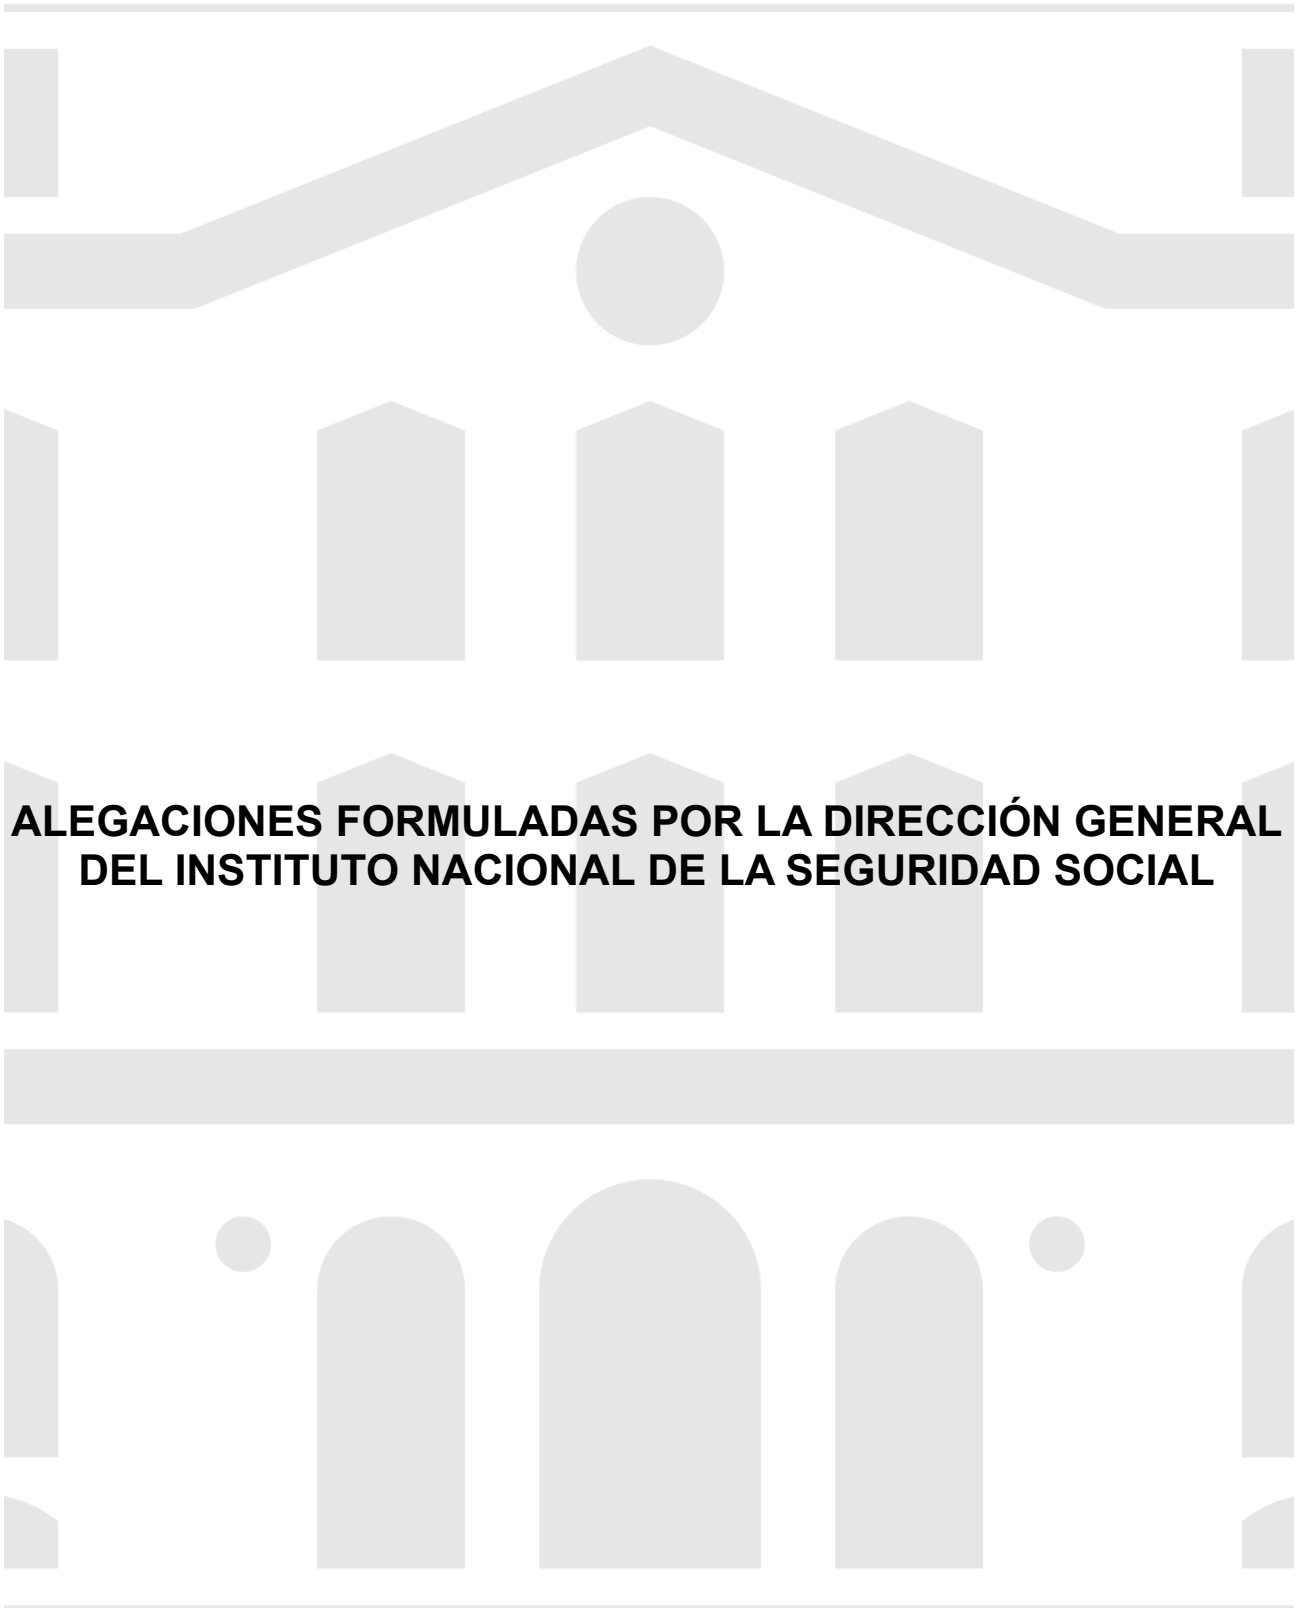 ALEGACIONES FORMULADAS POR LA DIRECCIÓN GENERAL
DEL INSTITUTO NACIONAL DE LA SEGURIDAD SOCIAL